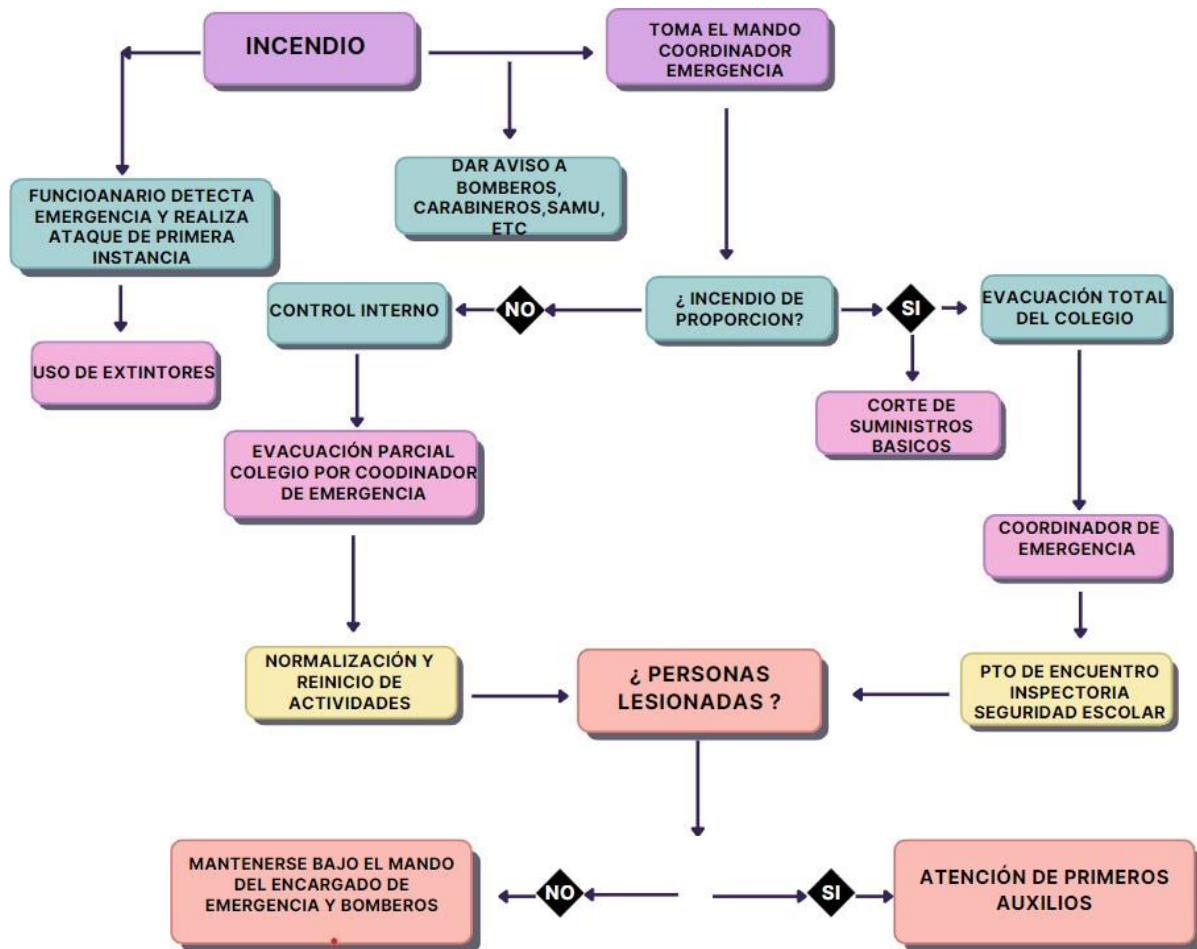 INCENDIO
TOMA EL MANDO
COORDINADOR
EMERGENCIA
FUNCIOANARIO DETECTA
EMERGENCIA Y REALIZA
ATAQUE DE PRIMERA
INSTANCIA
DAR AVISO A
BOMBEROS,
CARABINEROS,SAMU,
ETC
USO DE EXTINTORES
CONTROL INTERNO
NO
¿ INCENDIO DE
PROPORCION?
SI
EVACUACIÓN TOTAL
DEL COLEGIO
CORTE DE
SUMINISTROS
BASICOS
EVACUACIÓN PARCIAL
COLEGIO POR COODINADOR
DE EMERGENCIA
COORDINADOR DE
EMERGENCIA
NORMALIZACIÓN Y
REINICIO DE
ACTIVIDADES
¿ PERSONAS
LESIONADAS ?
PTO DE ENCUENTRO
INSPECTORIA
SEGURIDAD ESCOLAR
MANTENERSE BAJO EL MANDO
DEL ENCARGADO DE
EMERGENCIA Y BOMBEROS
NO
SI
ATENCIÓN DE PRIMEROS
AUXILIOS